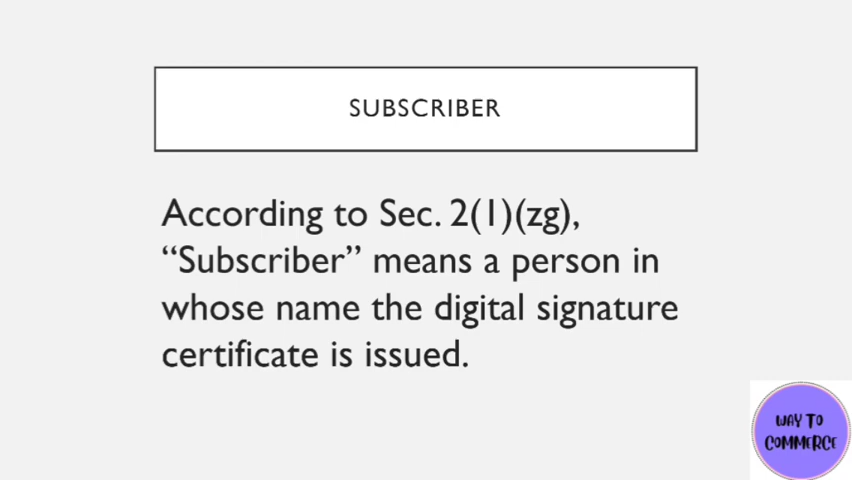 SUBSCRIBER
According to Sec. 2(1)(zg),
“Subscriber” means a person in
whose name the digital signature
certificate is issued.
WAY TO
COMMERCE